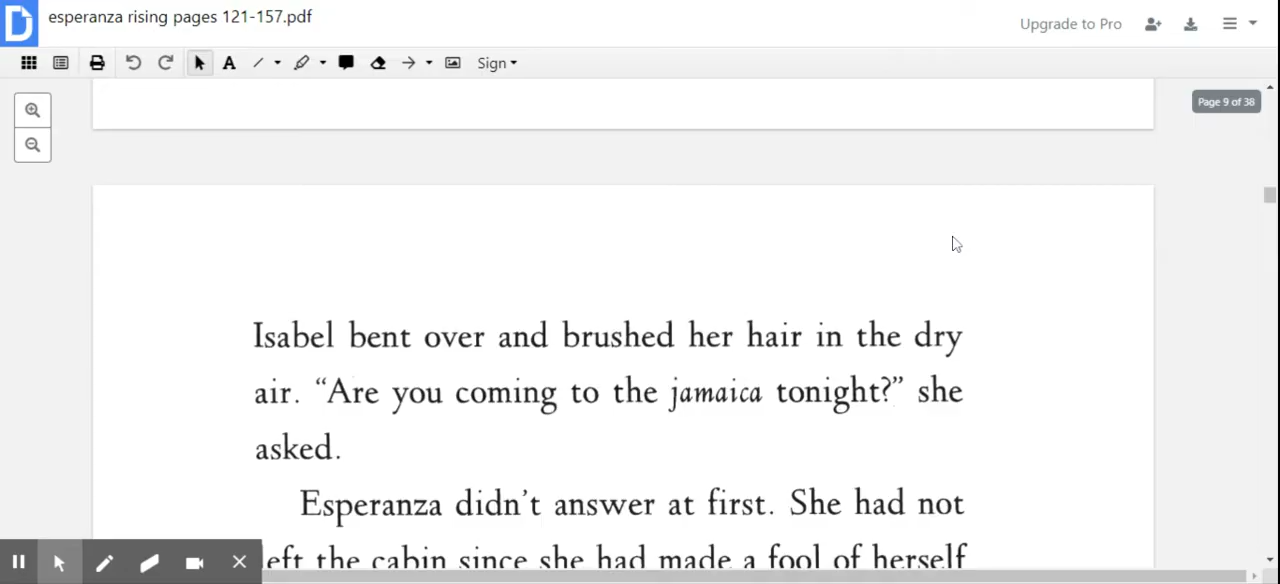 esperanza rising pages 121-157.pdf
Upgrade to Pro
A
Sign
Page 9 of 38
Isabel bent over and brushed her hair in the dry
air. “Are you coming to the jamaica tonight?” she
asked.
Esperanza didn’t answer at first. She had not
left the cabin since she had made a fool of herself